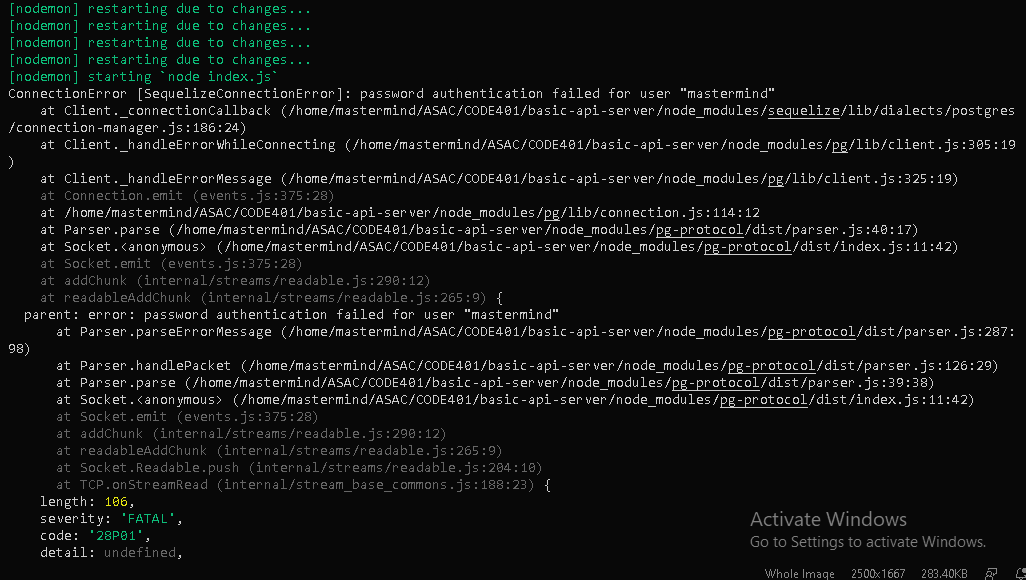 [nodemon] restarting due to changes...
[nodemon] restarting due to changes...
[nodemon] restarting due to changes...
[nodemon] restarting due to changes...
[nodemon] starting `node index.js`
ConnectionError [SequelizeConnectionError]: password authentication failed for user "mastermind"
    at Client._connectionCallback (/home/mastermind/ASAC/CODE401/basic-api-server/node_modules/sequelize/lib/dialects/postgres
/connection-manager.js:186:24)
    at Client._handleErrorWhileConnecting (/home/mastermind/ASAC/CODE401/basic-api-server/node_modules/pg/lib/client.js:305:19
)
    at Client._handleErrorMessage (/home/mastermind/ASAC/CODE401/basic-api-server/node_modules/pg/lib/client.js:325:19)
    at Connection.emit (events.js:375:28)
    at /home/mastermind/ASAC/CODE401/basic-api-server/node_modules/pg/lib/connection.js:114:12
    at Parser.parse (/home/mastermind/ASAC/CODE401/basic-api-server/node_modules/pg-protocol/dist/parser.js:40:17)
    at Socket.<anonymous> (/home/mastermind/ASAC/CODE401/basic-api-server/node_modules/pg-protocol/dist/index.js:11:42)
    at Socket.emit (events.js:375:28)
    at addChunk (internal/streams/readable.js:290:12)
    at readableAddChunk (internal/streams/readable.js:265:9) {
  parent: error: password authentication failed for user "mastermind"
      at Parser.parseErrorMessage (/home/mastermind/ASAC/CODE401/basic-api-server/node_modules/pg-protocol/dist/parser.js:287:
98)
      at Parser.handlePacket (/home/mastermind/ASAC/CODE401/basic-api-server/node_modules/pg-protocol/dist/parser.js:126:29)
      at Parser.parse (/home/mastermind/ASAC/CODE401/basic-api-server/node_modules/pg-protocol/dist/parser.js:39:38)
      at Socket.<anonymous> (/home/mastermind/ASAC/CODE401/basic-api-server/node_modules/pg-protocol/dist/index.js:11:42)
      at Socket.emit (events.js:375:28)
      at addChunk (internal/streams/readable.js:290:12)
      at readableAddChunk (internal/streams/readable.js:265:9)
      at Socket.Readable.push (internal/streams/readable.js:204:10)
      at TCP.onStreamRead (internal/stream_base_commons.js:188:23) {
    length: 106,
    severity: 'FATAL',
    code: '28P01',
    detail: undefined,
Activate Windows
Go to Settings to activate Windows.
Whole Image 2500x1667 283.40KB